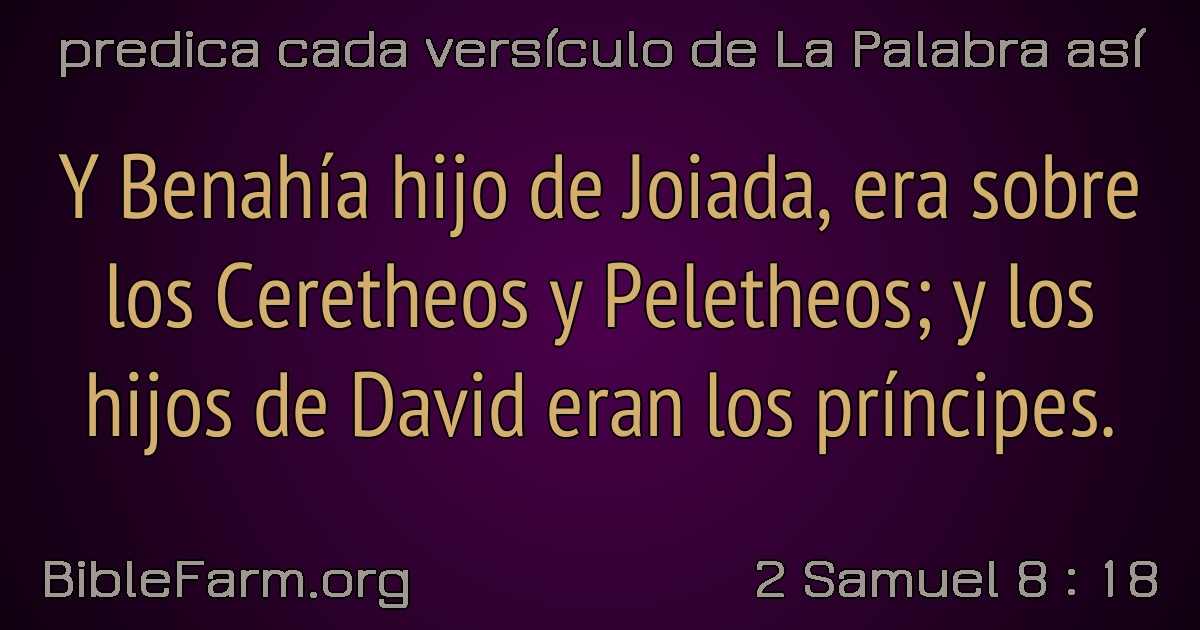 predica cada versículo de La Palabra así
Y Benahía hijo de Joiada, era sobre
los Ceretheos y Peletheos; y los
hijos de David eran los príncipes.
BibleFarm.org
2 Samuel 8 : 18